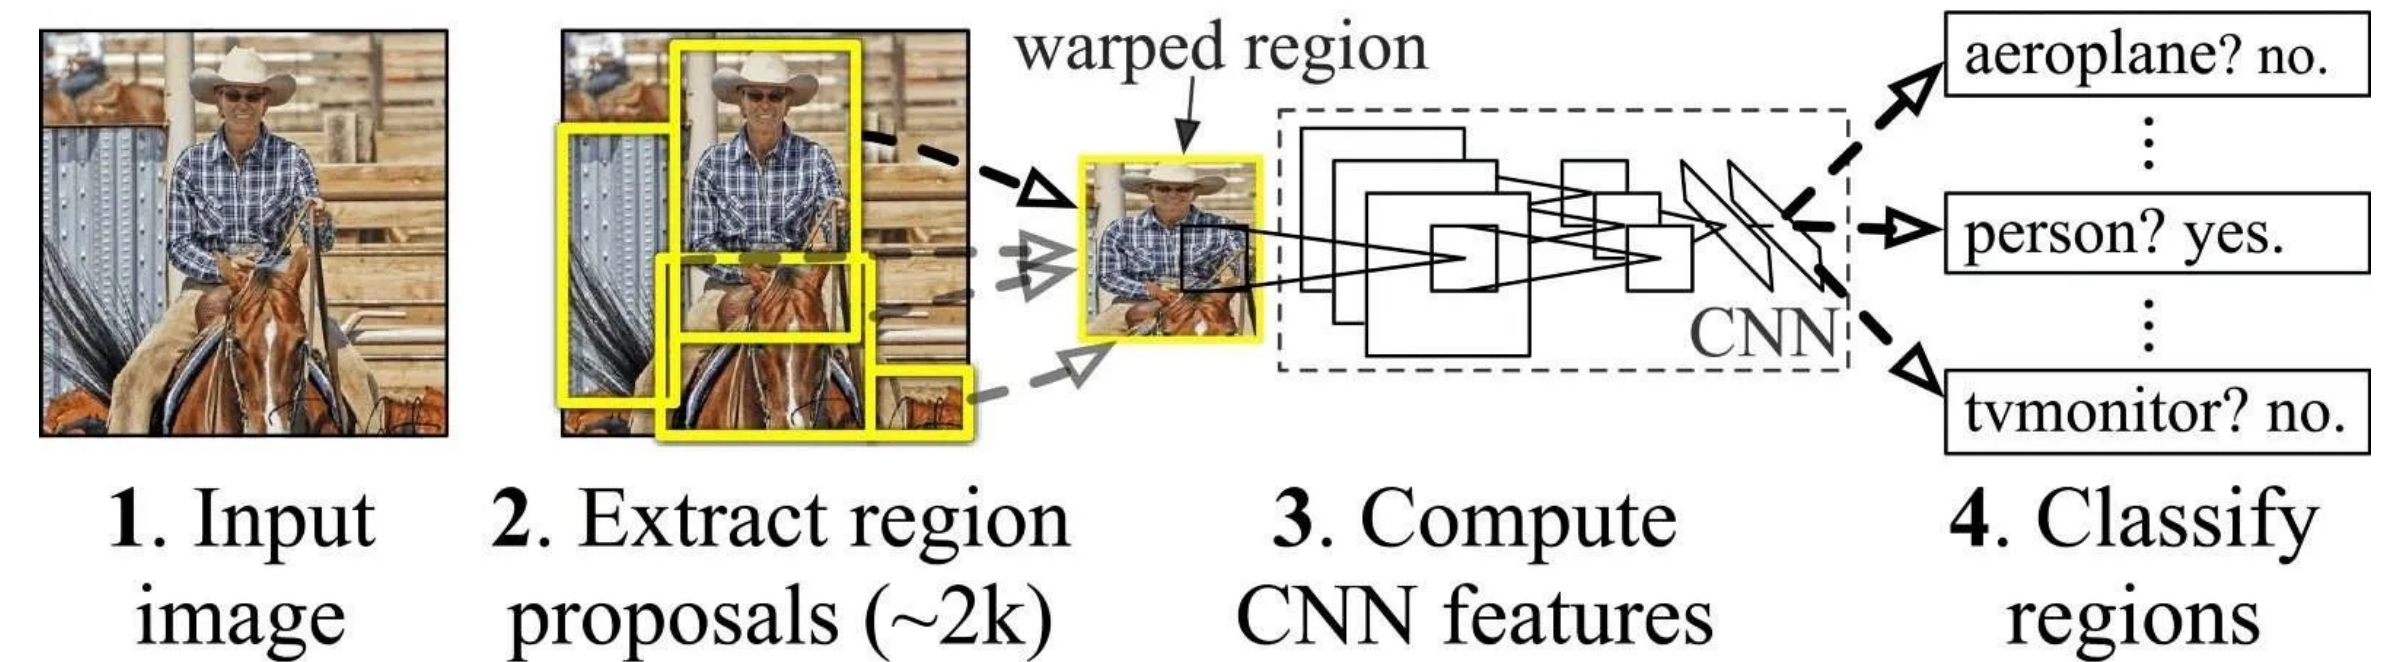 warped region
aeroplane? no.
person? yes.
CNN
tvmonitor? no.
1. Input
image
2. Extract region
proposals (~2k)
3. Compute
CNN features
4. Classify
regions